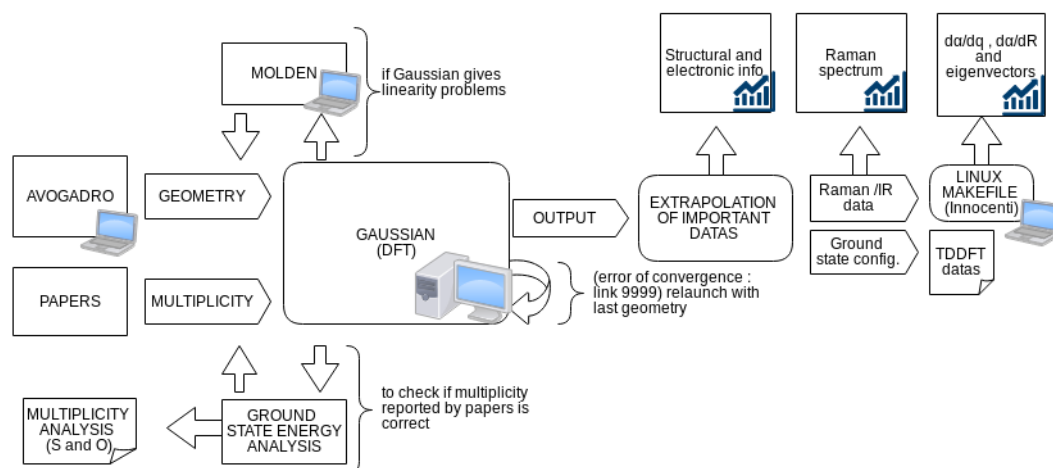 MOLDEN
if Gaussian gives
linearity problems
Structural and
electronic info
Raman
spectrum
dα/dq , dα/dR
and
eigenvectors
AVOGADRO
GEOMETRY
GAUSSIAN
(DFT)
OUTPUT
EXTRAPOLATION
OF IMPORTANT
DATAS
Raman /IR
data
LINUX
MAKEFILE
(Innocenti)
Ground
state config.
TDDFT
datas
PAPERS
MULTIPLICITY
(error of convergence :
link 9999) relaunch with
last geometry
MULTIPLICITY
ANALYSIS
(S and O)
GROUND
STATE ENERGY
ANALYSIS
to check if multiplicity
reported by papers is
correct